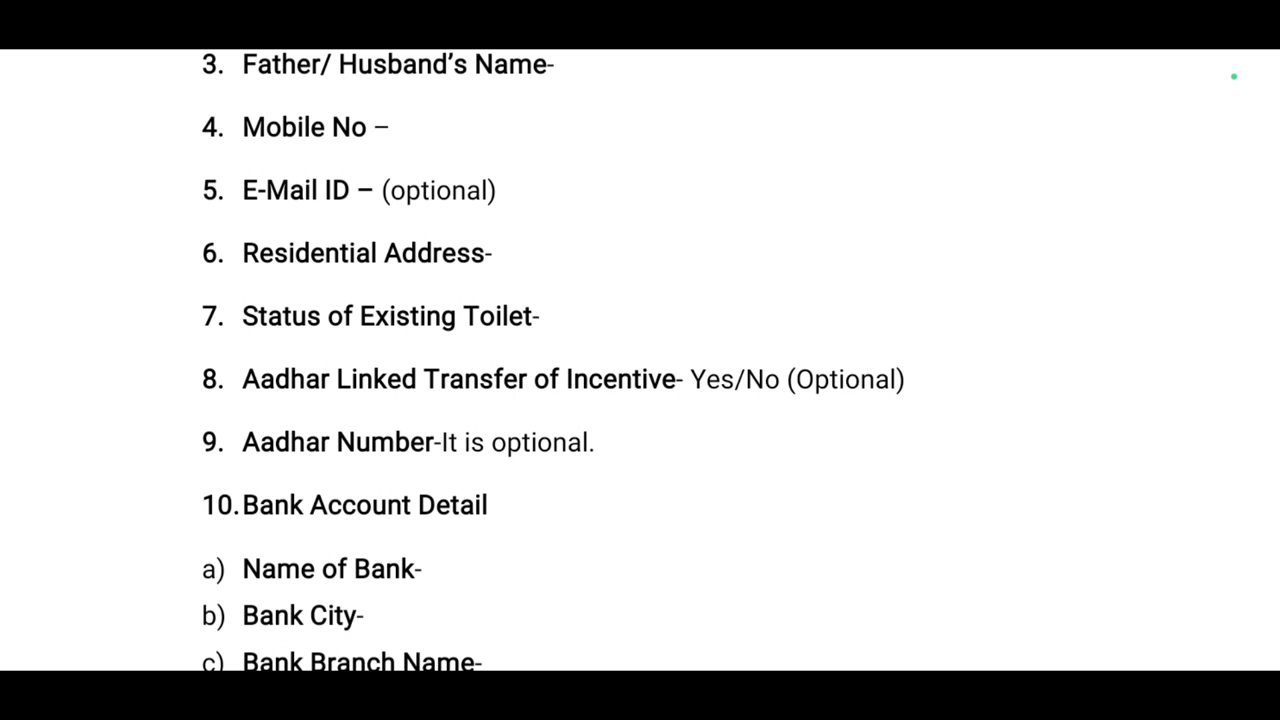 3. Father/ Husband’s Name-
4. Mobile No –
5. E-Mail ID – (optional)
6. Residential Address-
7. Status of Existing Toilet-
8. Aadhar Linked Transfer of Incentive- Yes/No (Optional)
9. Aadhar Number-It is optional.
10. Bank Account Detail
a) Name of Bank-
b) Bank City-
c) Bank Branch Name-